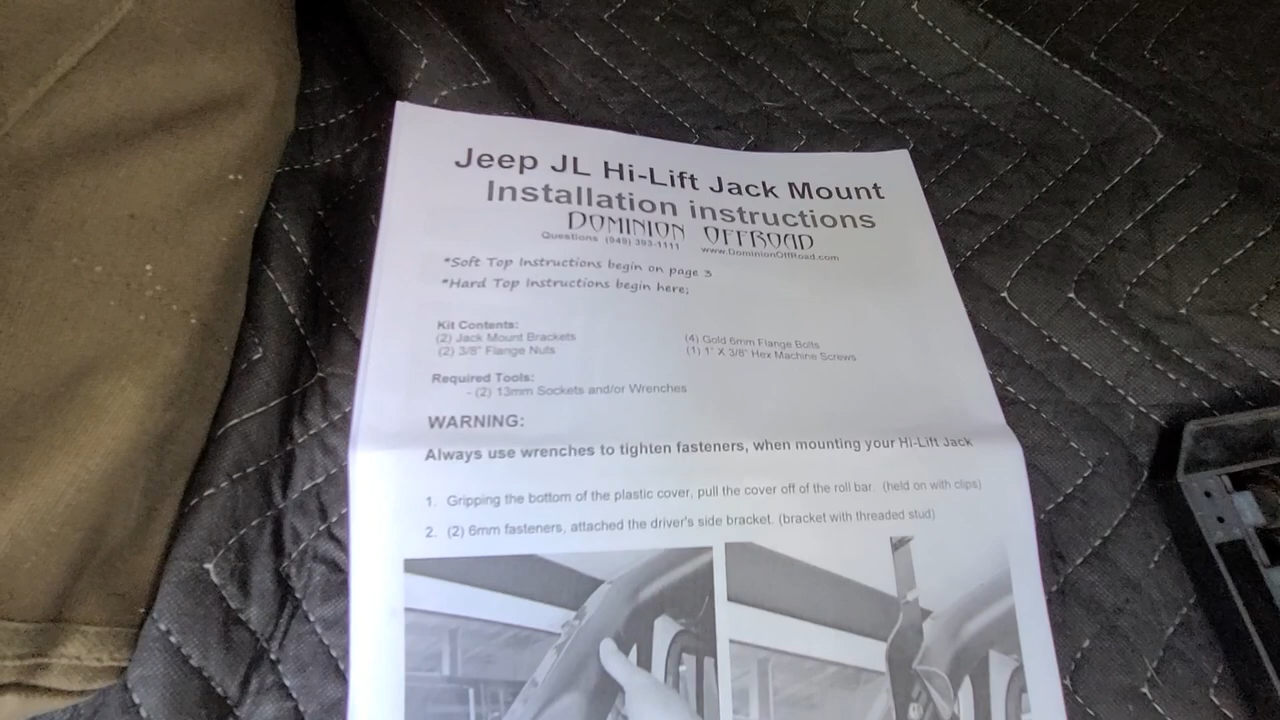 Jeep JL Hi-Lift Jack Mount
Installation instructions
DOMINION OFFROAD
Questions (949) 393-1111 www.DominionOffRoad.com
*Soft Top Instructions begin on page 3
*Hard Top Instructions begin here;
Kit Contents:
(2) Jack Mount Brackets
(2) 3/8" Flange Nuts
(4) Gold 6mm Flange Bolts
(1) 1" X 3/8" Hex Machine Screws
Required Tools:
- (2) 13mm Sockets and/or Wrenches
WARNING:
Always use wrenches to tighten fasteners, when mounting your Hi-Lift Jack
1. Gripping the bottom of the plastic cover, pull the cover off of the roll bar. (held on with clips)
2. (2) 6mm fasteners, attached the driver's side bracket. (bracket with threaded stud)